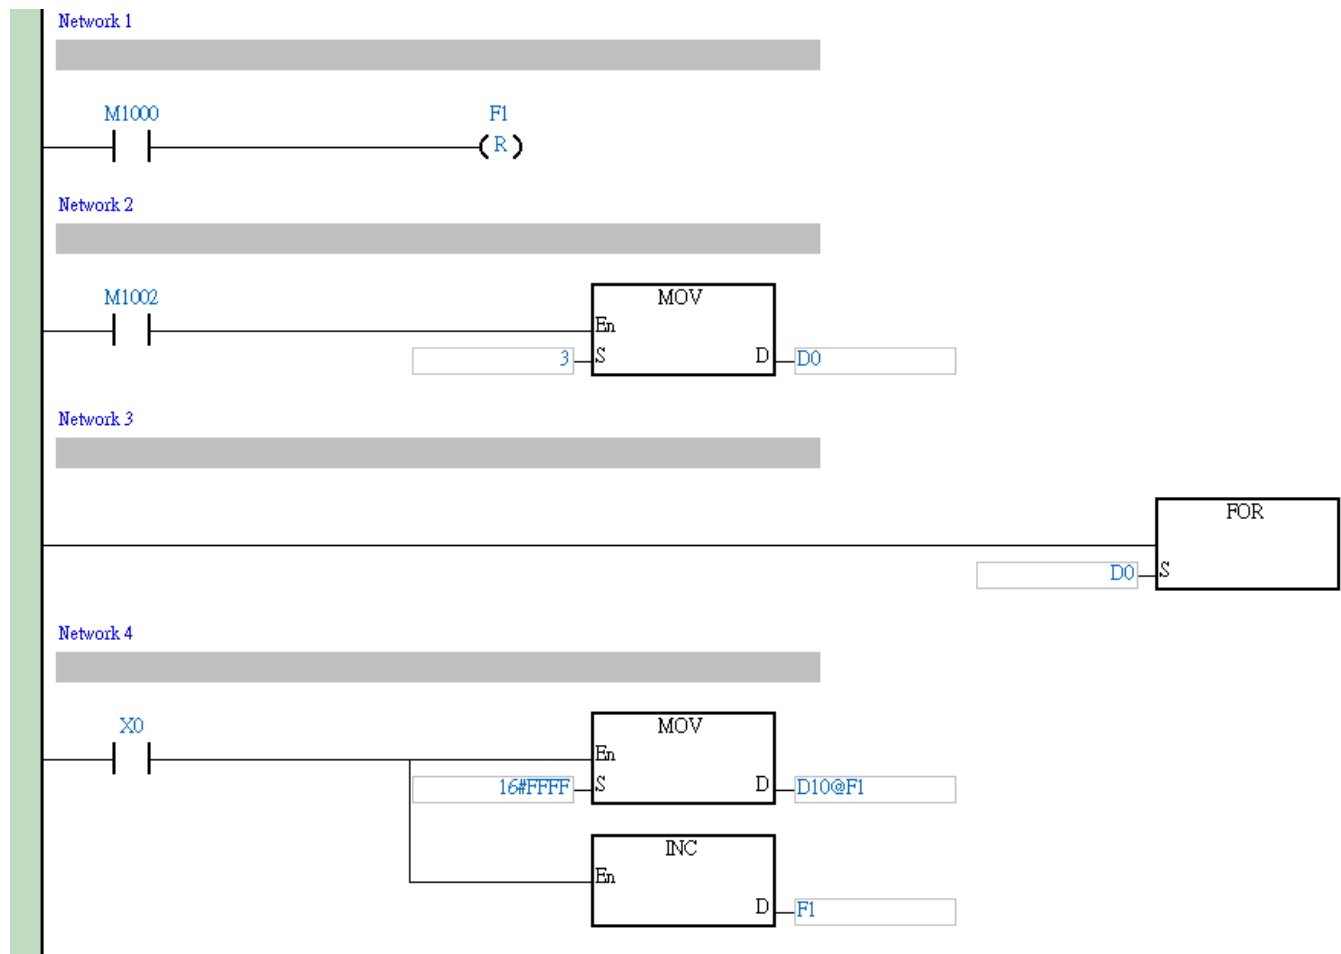 Network 1
M1000 F1
R
Network 2
M1002 MOV
En
3 S D D0
Network 3
FOR
D0 S
Network 4
X0 MOV
En
16#FFFF S D D10@F1
INC
En
D F1